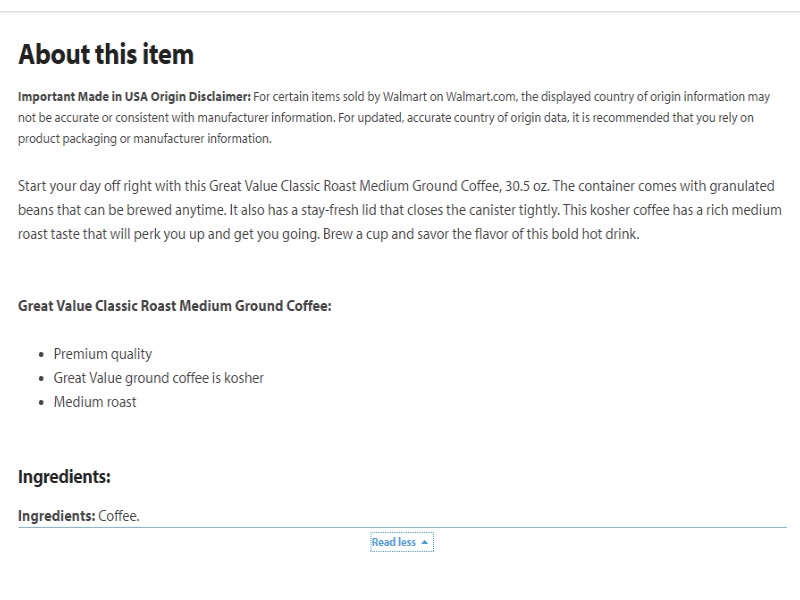 About this item
Important Made in USA Origin Disclaimer: For certain items sold by Walmart on Walmart.com, the displayed country of origin information may
not be accurate or consistent with manufacturer information. For updated, accurate country of origin data, it is recommended that you rely on
product packaging or manufacturer information.
Start your day off right with this Great Value Classic Roast Medium Ground Coffee, 30.5 oz. The container comes with granulated
beans that can be brewed anytime. It also has a stay-fresh lid that closes the canister tightly. This kosher coffee has a rich medium
roast taste that will perk you up and get you going. Brew a cup and savor the flavor of this bold hot drink.
Great Value Classic Roast Medium Ground Coffee:
• Premium quality
• Great Value ground coffee is kosher
• Medium roast
Ingredients:
Ingredients: Coffee.
Read less